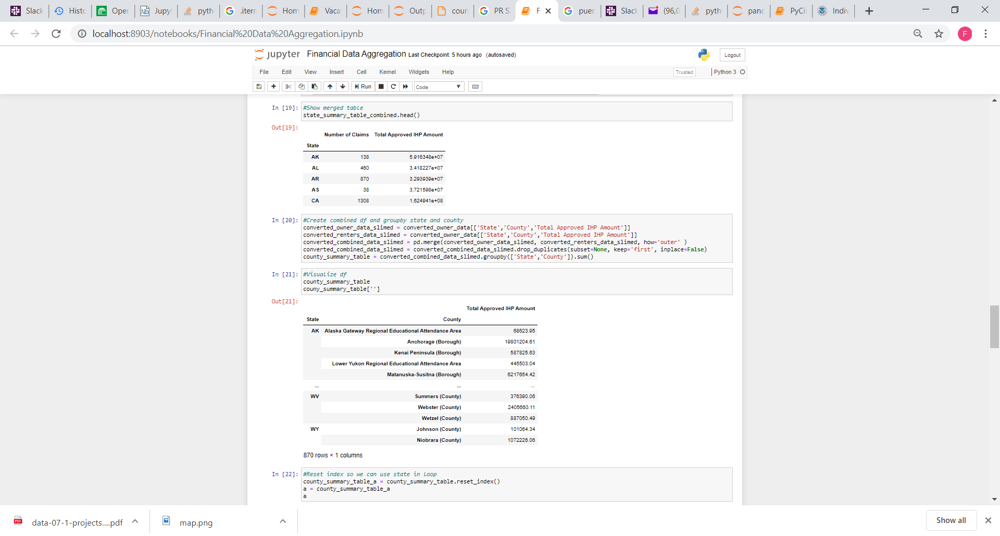 Slack
Histo
Oper
Jupyt
pyth
.iterr
Hom
Vaca
Hom
Outp
coun
PR S
F
puer
Slack
(96,0
pyth
pand
PyCit
Indiv
localhost:8903/notebooks/Financial%20Data%20Aggregation.ipynb
F
jupyter Financial Data Aggregation Last Checkpoint: 5 hours ago (autosaved)
Logout
File Edit View Insert Cell Kernel Widgets Help
Trusted
Python 3
Run
Code
In [19]: #Show merged table
state_summary_table_combined.head()
Out[19]:
Number of Claims Total Approved IHP Amount
State
AK 138 5.916348e+07
AL 460 3.418227e+07
AR 870 3.293939e+07
AS 38 3.721598e+07
CA 1308 1.624941e+08
In [20]: #Create combined df and groupby state and couhty
converted_owner_data_slimed = converted_owner_data[['State','County','Total Approved IHP Amount']]
converted_renters_data_slimed = converted_owner_data[['State','County','Total Approved IHP Amount']]
converted_combined_data_slimed = pd.merge(converted_owner_data_slimed, converted_renters_data_slimed, how='outer' )
converted_combined_data_slimed = converted_combined_data_slimed.drop_duplicates(subset=None, keep='first', inplace=False)
county_summary_table = converted_combined_data_slimed.groupby(['State','County']).sum()
In [21]: #Visualize df
county_summary_table
couny_summary_table['']
Out[21]:
Total Approved IHP Amount
State County
AK Alaska Gateway Regional Educational Attendance Area 68623.95
Anchorage (Borough) 19801204.61
Kenai Peninsula (Borough) 587825.63
Lower Yukon Regional Educational Attendance Area 445503.04
Matanuska-Susitna (Borough) 6217654.42
... ... ...
WV Summers (County) 376390.06
Webster (County) 2405660.11
Wetzel (County) 887050.49
WY Johnson (County) 101064.34
Niobrara (County) 1072226.06
870 rows × 1 columns
In [22]: #Reset index so we can use state in loop
county_summary_table_a = county_summary_table.reset_index()
a = county_summary_table_a
a
PDF
data-07-1-projects....pdf
map.png
Show all